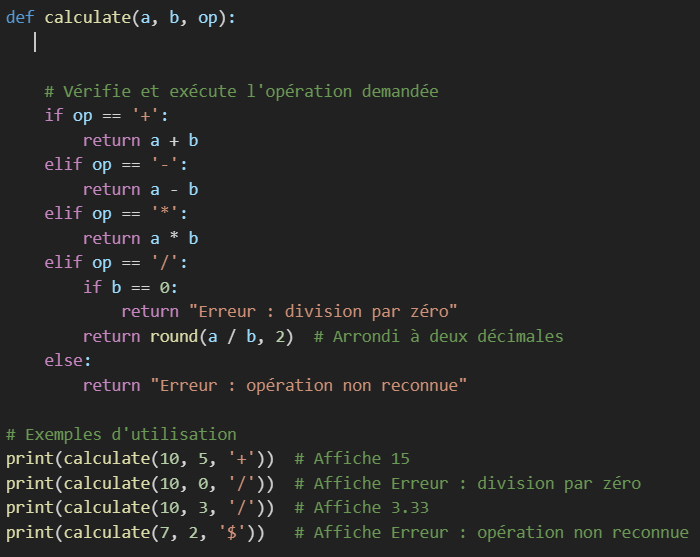 def calculate(a, b, op):
    # Vérifie et exécute l'opération demandée
    if op == '+':
        return a + b
    elif op == '-':
        return a - b
    elif op == '*':
        return a * b
    elif op == '/':
        if b == 0:
            return "Erreur : division par zéro"
        return round(a / b, 2)  # Arrondi à deux décimales
    else:
        return "Erreur : opération non reconnue"
# Exemples d'utilisation
print(calculate(10, 5, '+'))  # Affiche 15
print(calculate(10, 0, '/'))  # Affiche Erreur : division par zéro
print(calculate(10, 3, '/'))  # Affiche 3.33
print(calculate(7, 2, '$'))   # Affiche Erreur : opération non reconnue